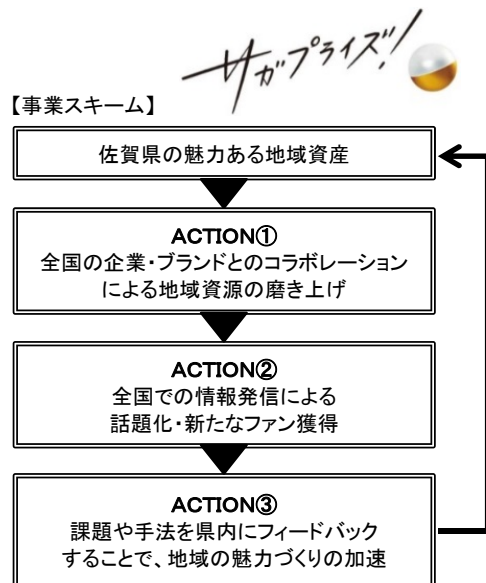 サガプライズ!
【事業スキーム】
佐賀県の魅力ある地域資産
ACTION①
全国の企業・ブランドとのコラボレーション
による地域資源の磨き上げ
ACTION②
全国での情報発信による
話題化・新たなファン獲得
ACTION③
課題や手法を県内にフィードバック
することで、地域の魅力づくりの加速